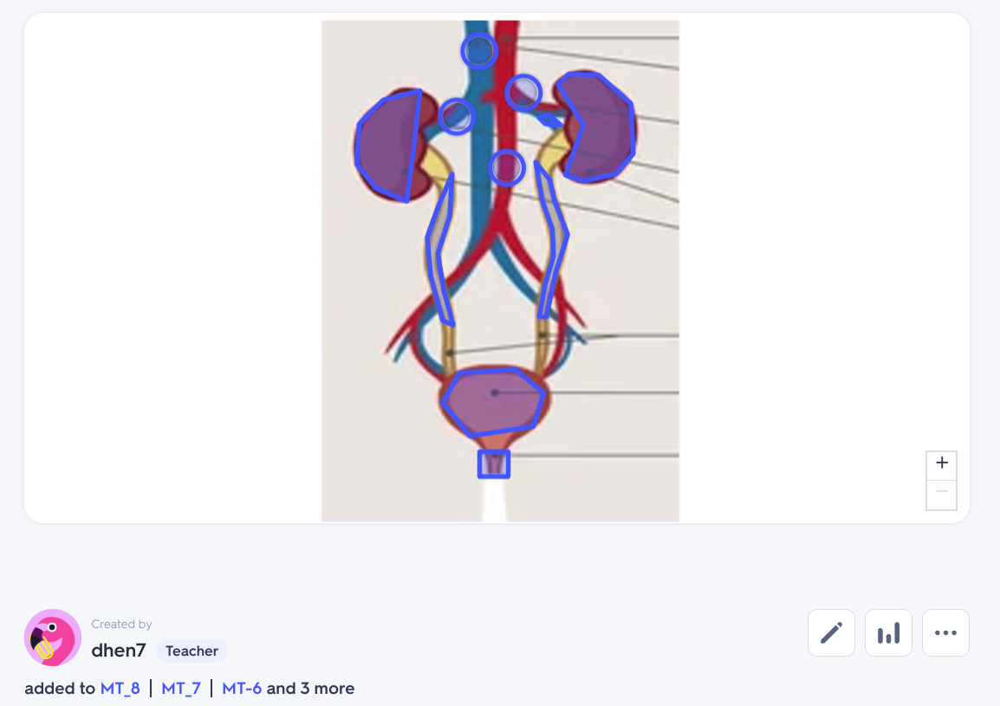 +
−
Created by
dhen7 Teacher
added to MT_8 | MT_7 | MT-6 and 3 more